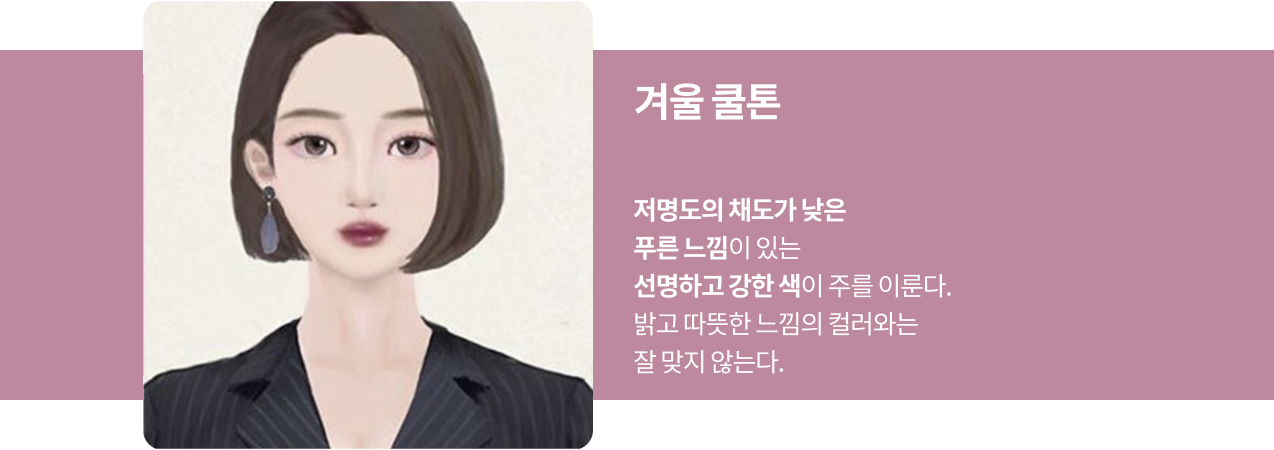 겨울 쿨톤
저명도의 채도가 낮은
푸른 느낌이 있는
선명하고 강한 색이 주를 이룬다.
밝고 따뜻한 느낌의 컬러와는
잘 맞지 않는다.